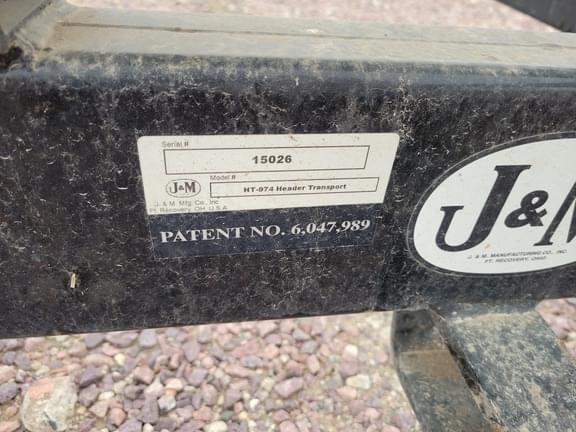 Serial #
15026
Model #
HT-974 Header Transport
J&M
J. & M. Mfg. Co., Inc
Ft. Recovery, OH U.S.A
PATENT NO. 6,047,989
J&M
J. & M. MANUFACTURING CO., INC.
FT. RECOVERY, OHIO